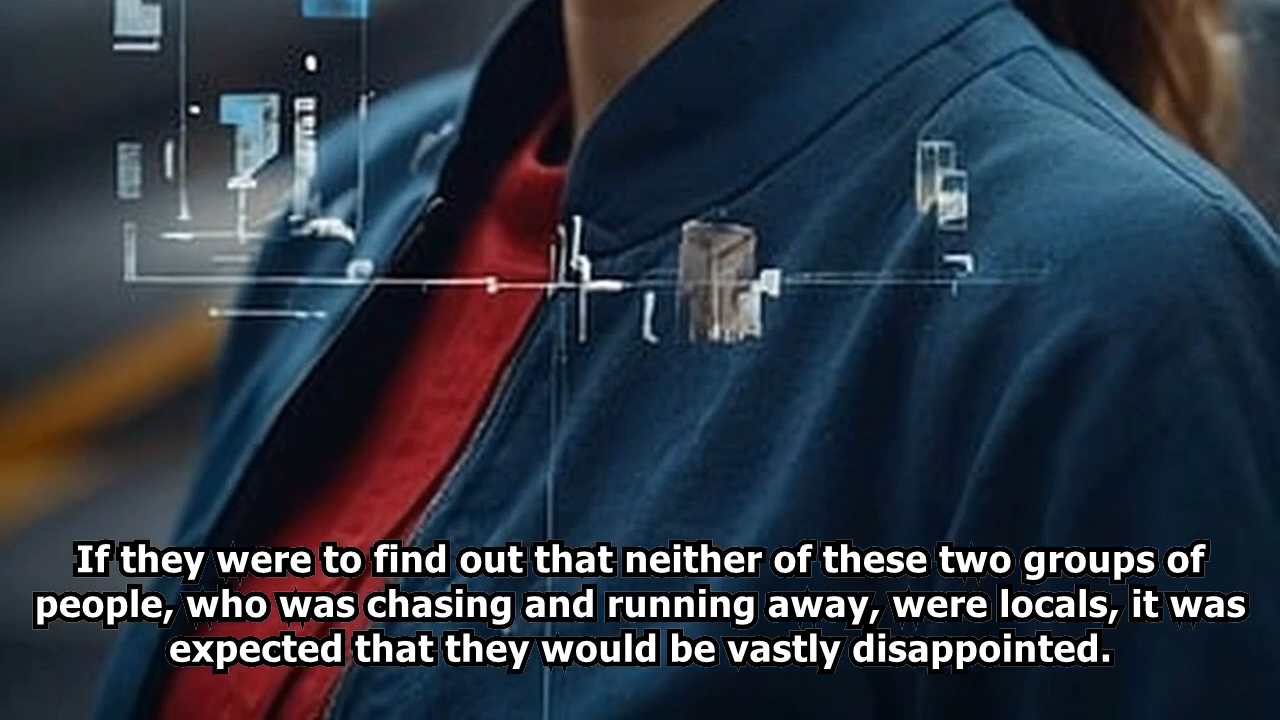 If they were to find out that neither of these two groups of
people, who was chasing and running away, were locals, it was
expected that they would be vastly disappointed.